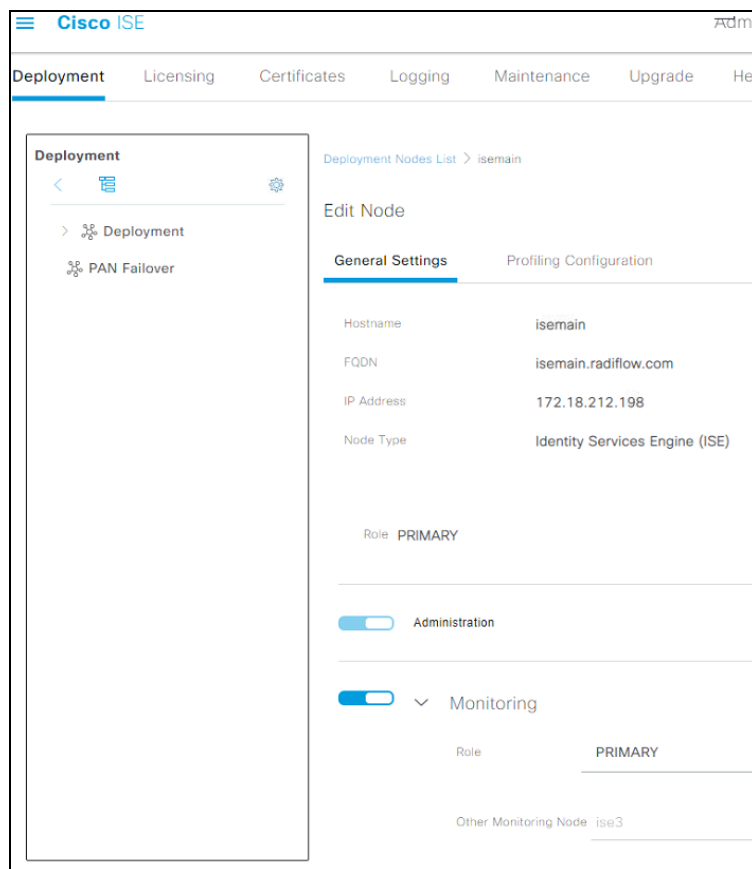 Cisco ISE
Deployment Licensing Certificates Logging Maintenance Upgrade
Deployment
Deployment
PAN Failover
Deployment Nodes List > isemain
Edit Node
General Settings Profiling Configuration
Hostname isemain
FQDN isemain.radiflow.com
IP Address 172.18.212.198
Node Type Identity Services Engine (ISE)
Role PRIMARY
Administration
Monitoring
Role PRIMARY
Other Monitoring Node ise3